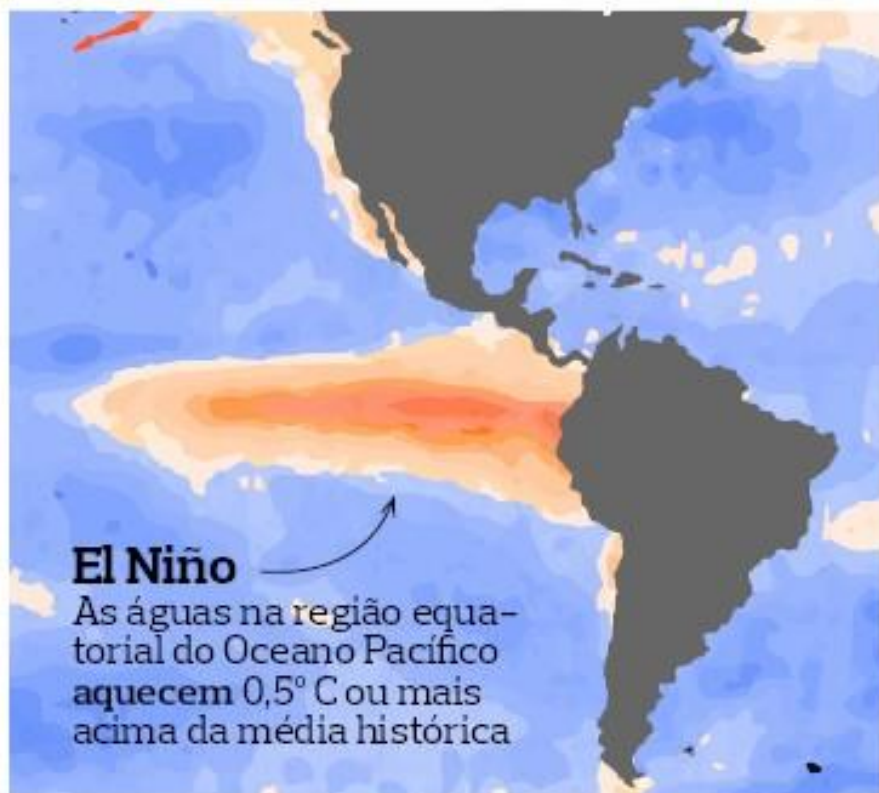 El Niño
As águas na região equa-
torial do Oceano Pacífico
aquecem 0,5º C ou mais
acima da média histórica